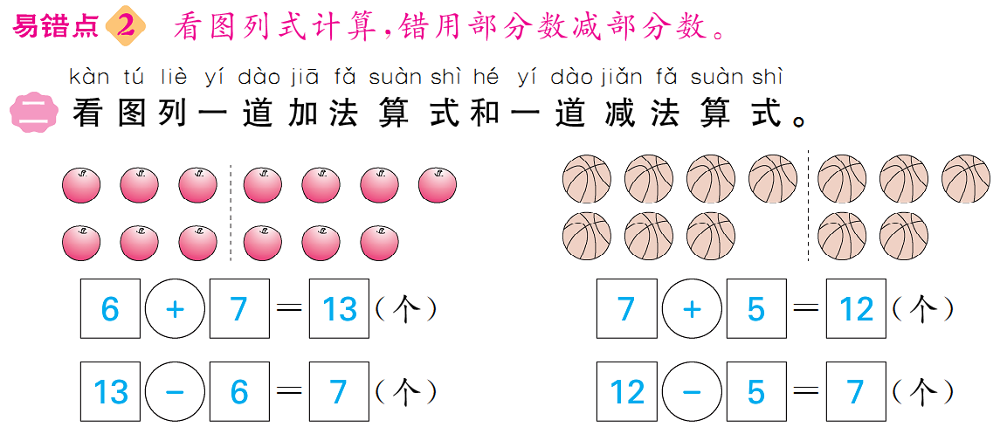 易错点 2 看图列式计算,错用部分数减部分数。
kàn tú liè yí dào jiā fǎ suàn shì hé yí dào jiǎn fǎ suàn shì
二 看图列一道加法算式和一道减法算式。
6 + 7 = 13 (个) 7 + 5 = 12 (个)
13 - 6 = 7 (个) 12 - 5 = 7 (个)